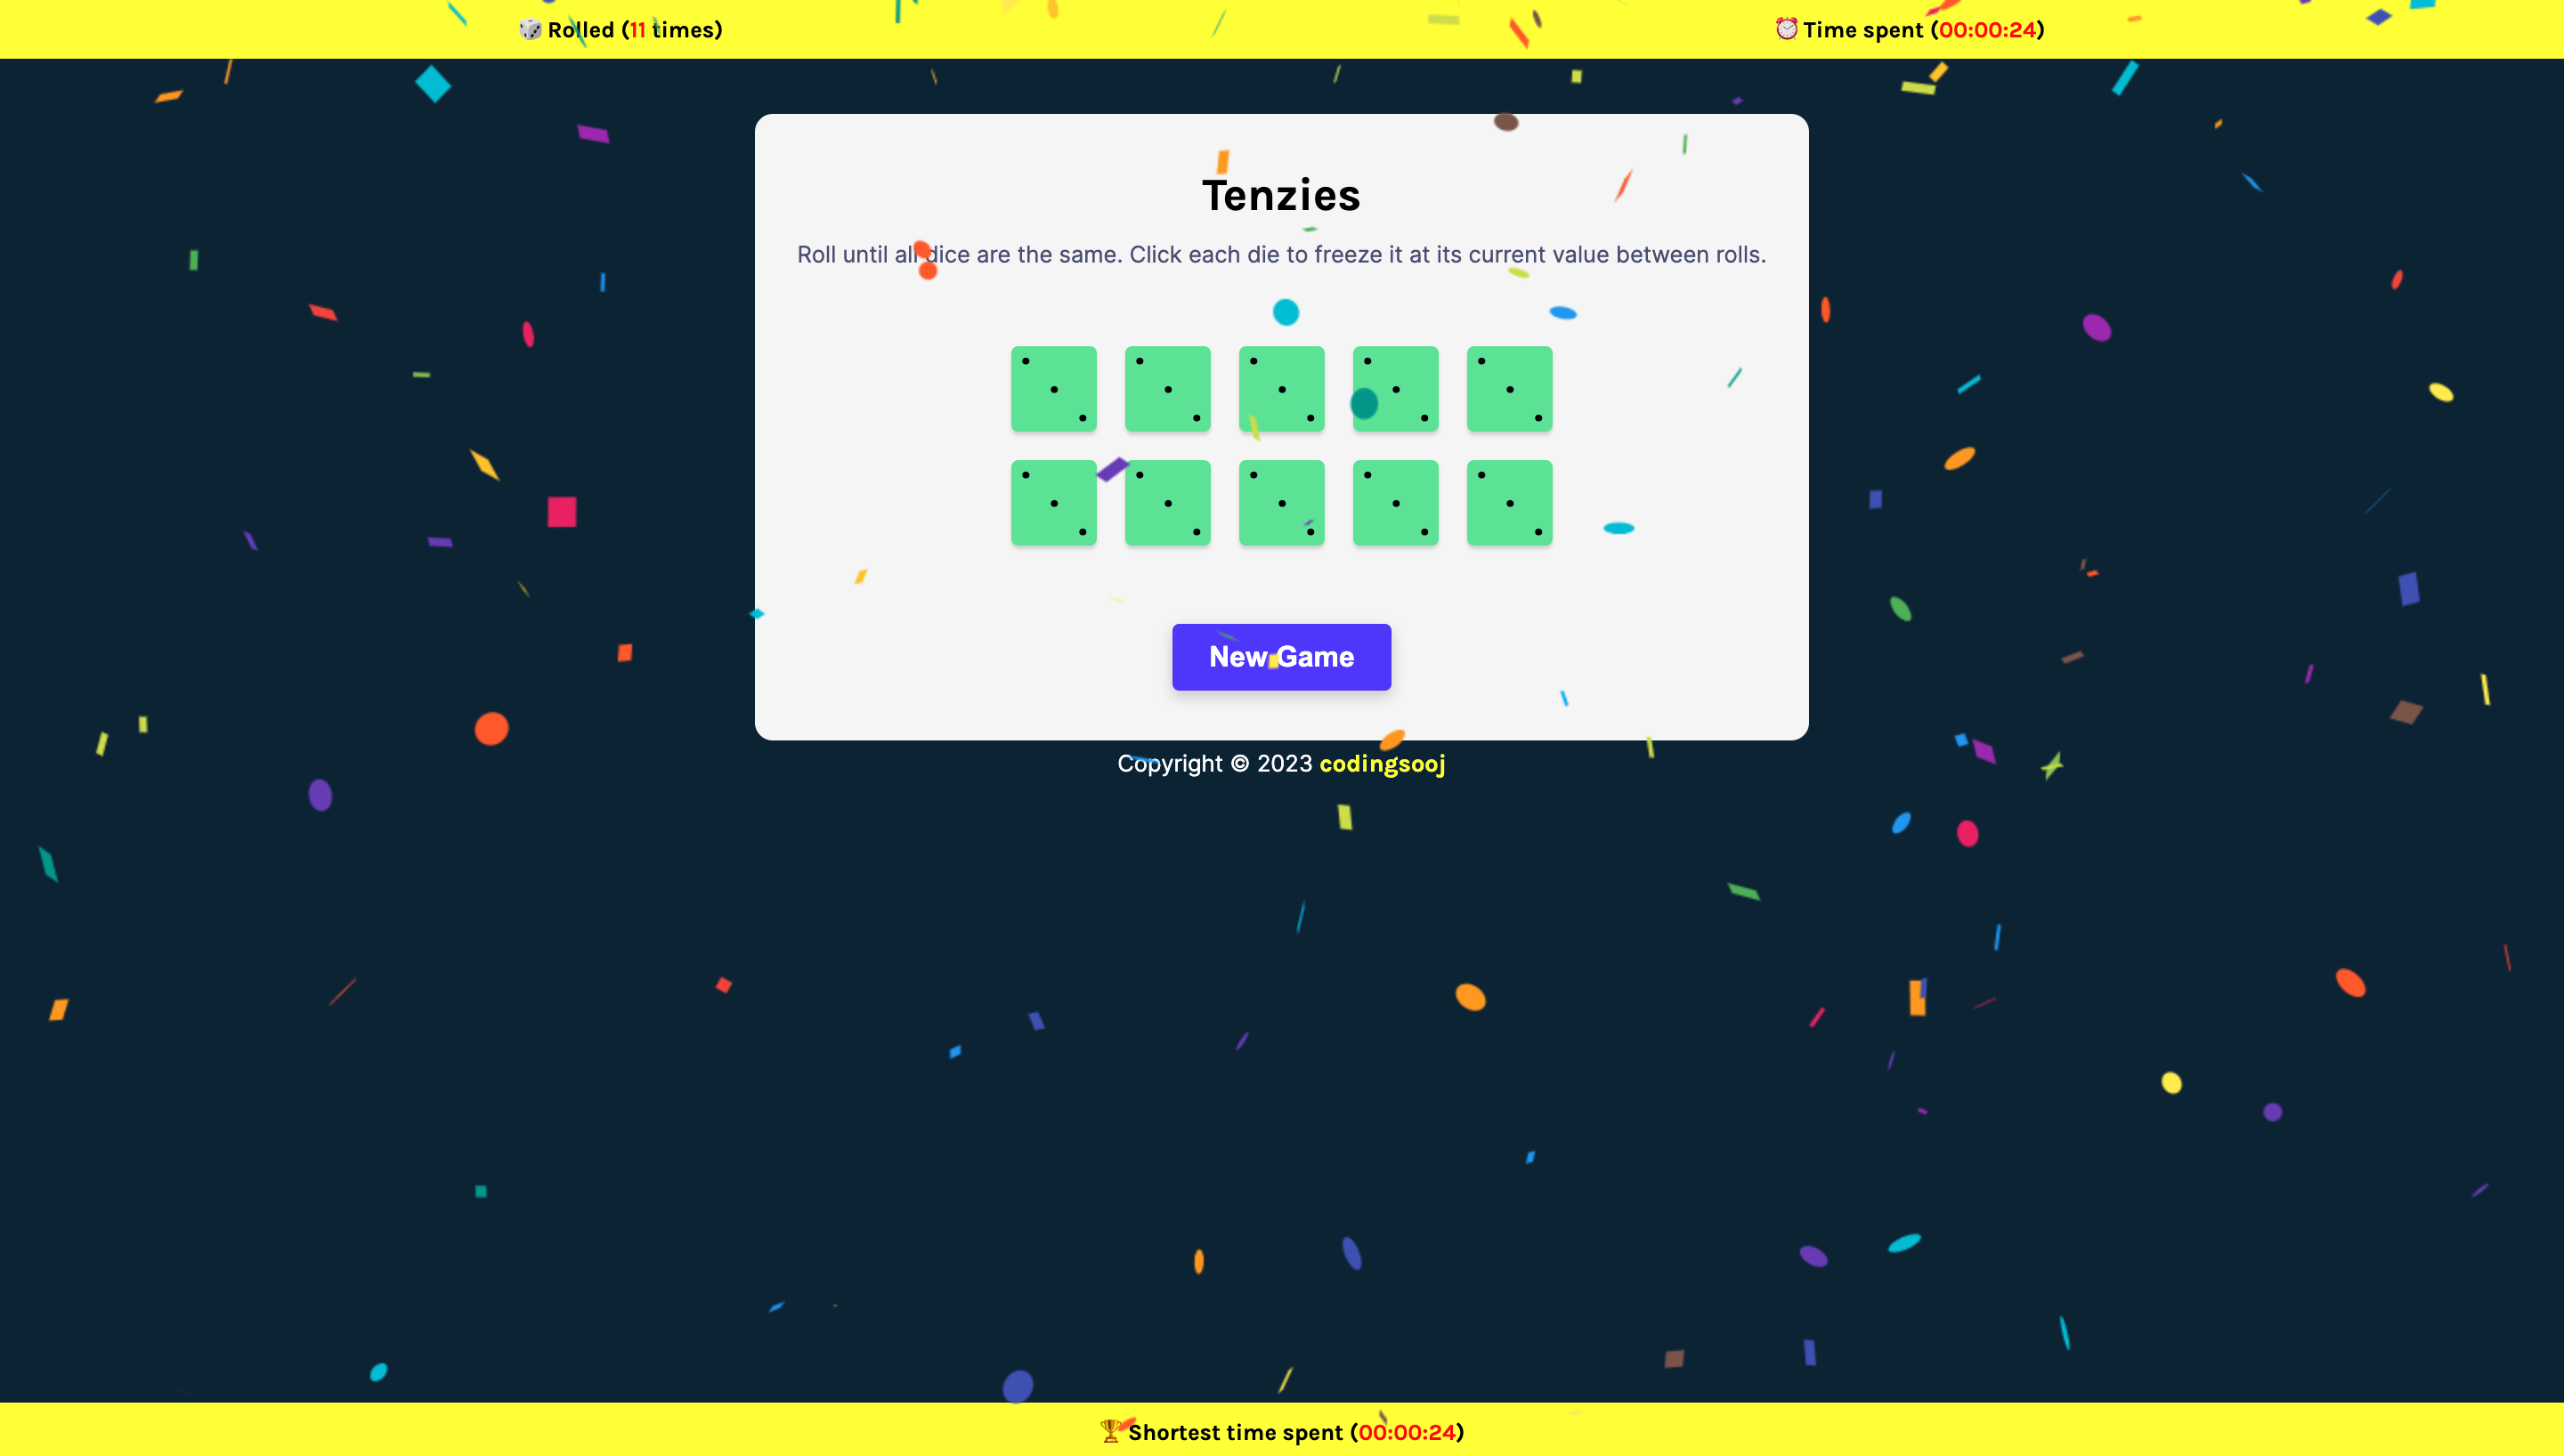 🎲 Rolled (11 times)
⏰ Time spent (00:00:24)
Tenzies
Roll until all dice are the same. Click each die to freeze it at its current value between rolls.
New Game
Copyright © 2023 codingsooj
🏆 Shortest time spent (00:00:24)